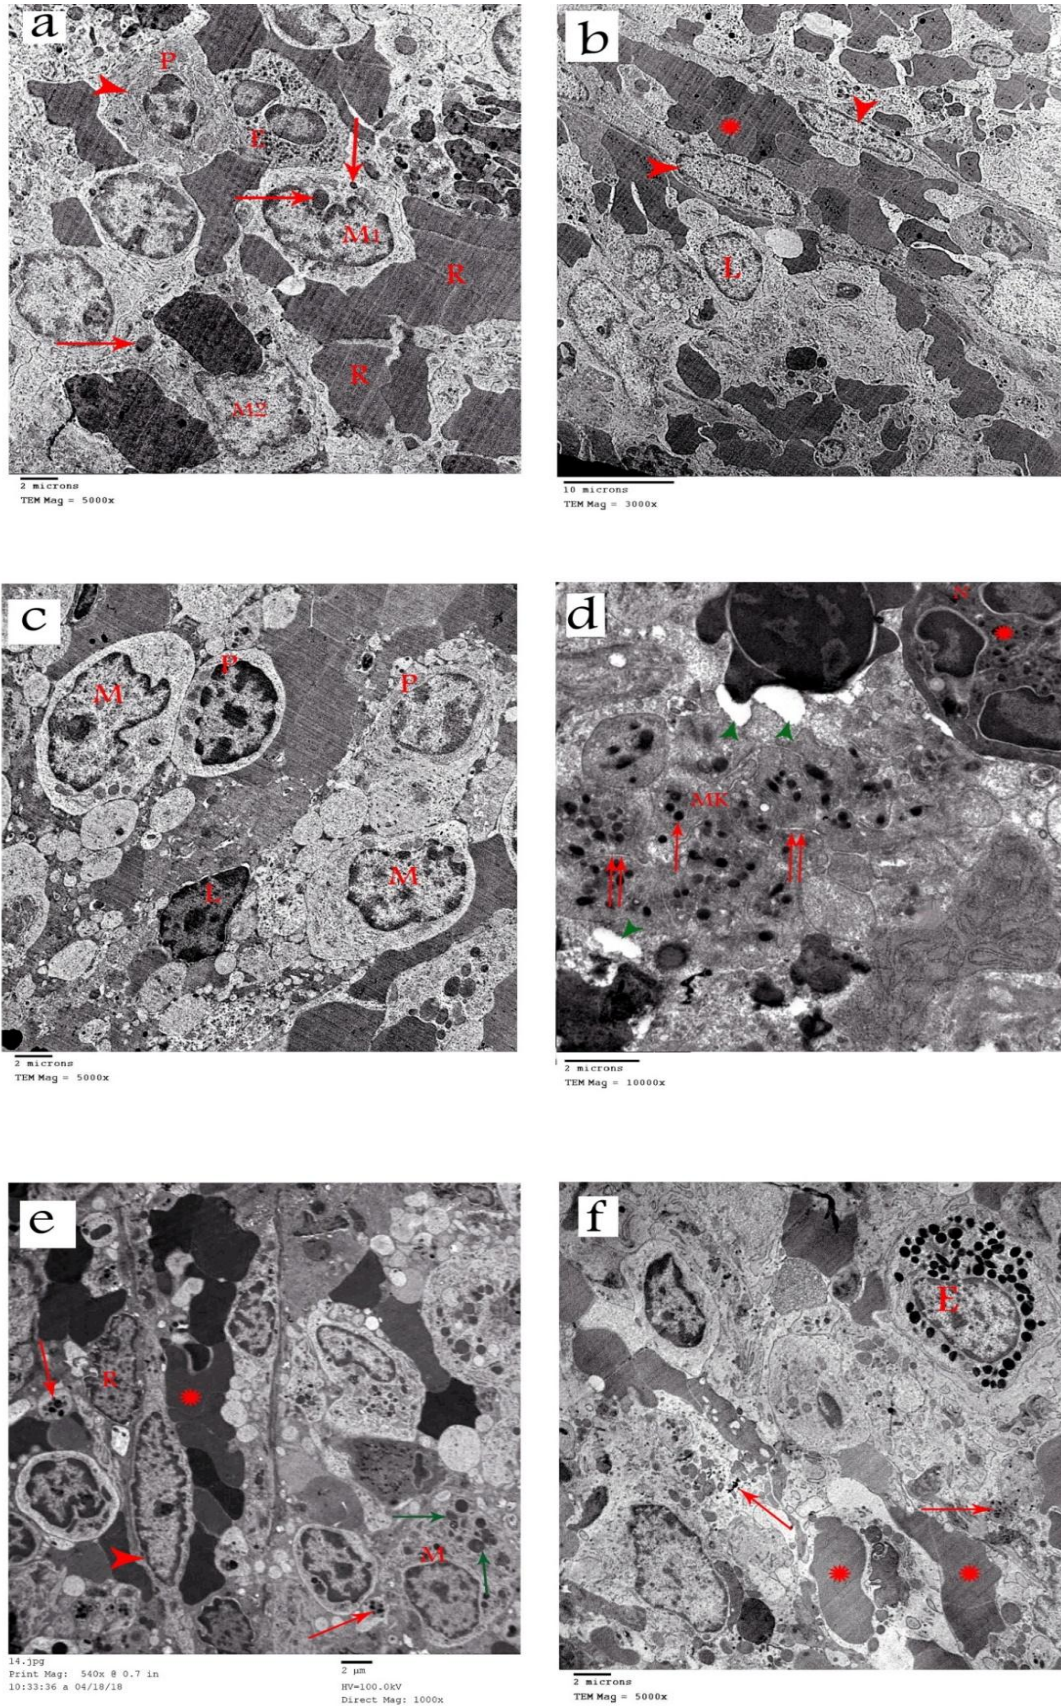 a
P
E
M1
R
R
M2
2 microns
TEM Mag = 5000x
b
L
10 microns
TEM Mag = 3000x
c
M
P
P
L
M
2 microns
TEM Mag = 5000x
d
N
MK
2 microns
TEM Mag = 10000x
e
R
M
14.jpg
Print Mag: 540x @ 0.7 in
10:33:36 a 04/18/18
2 µm
HV=100.0kV
Direct Mag: 1000x
f
E
2 microns
TEM Mag = 5000x